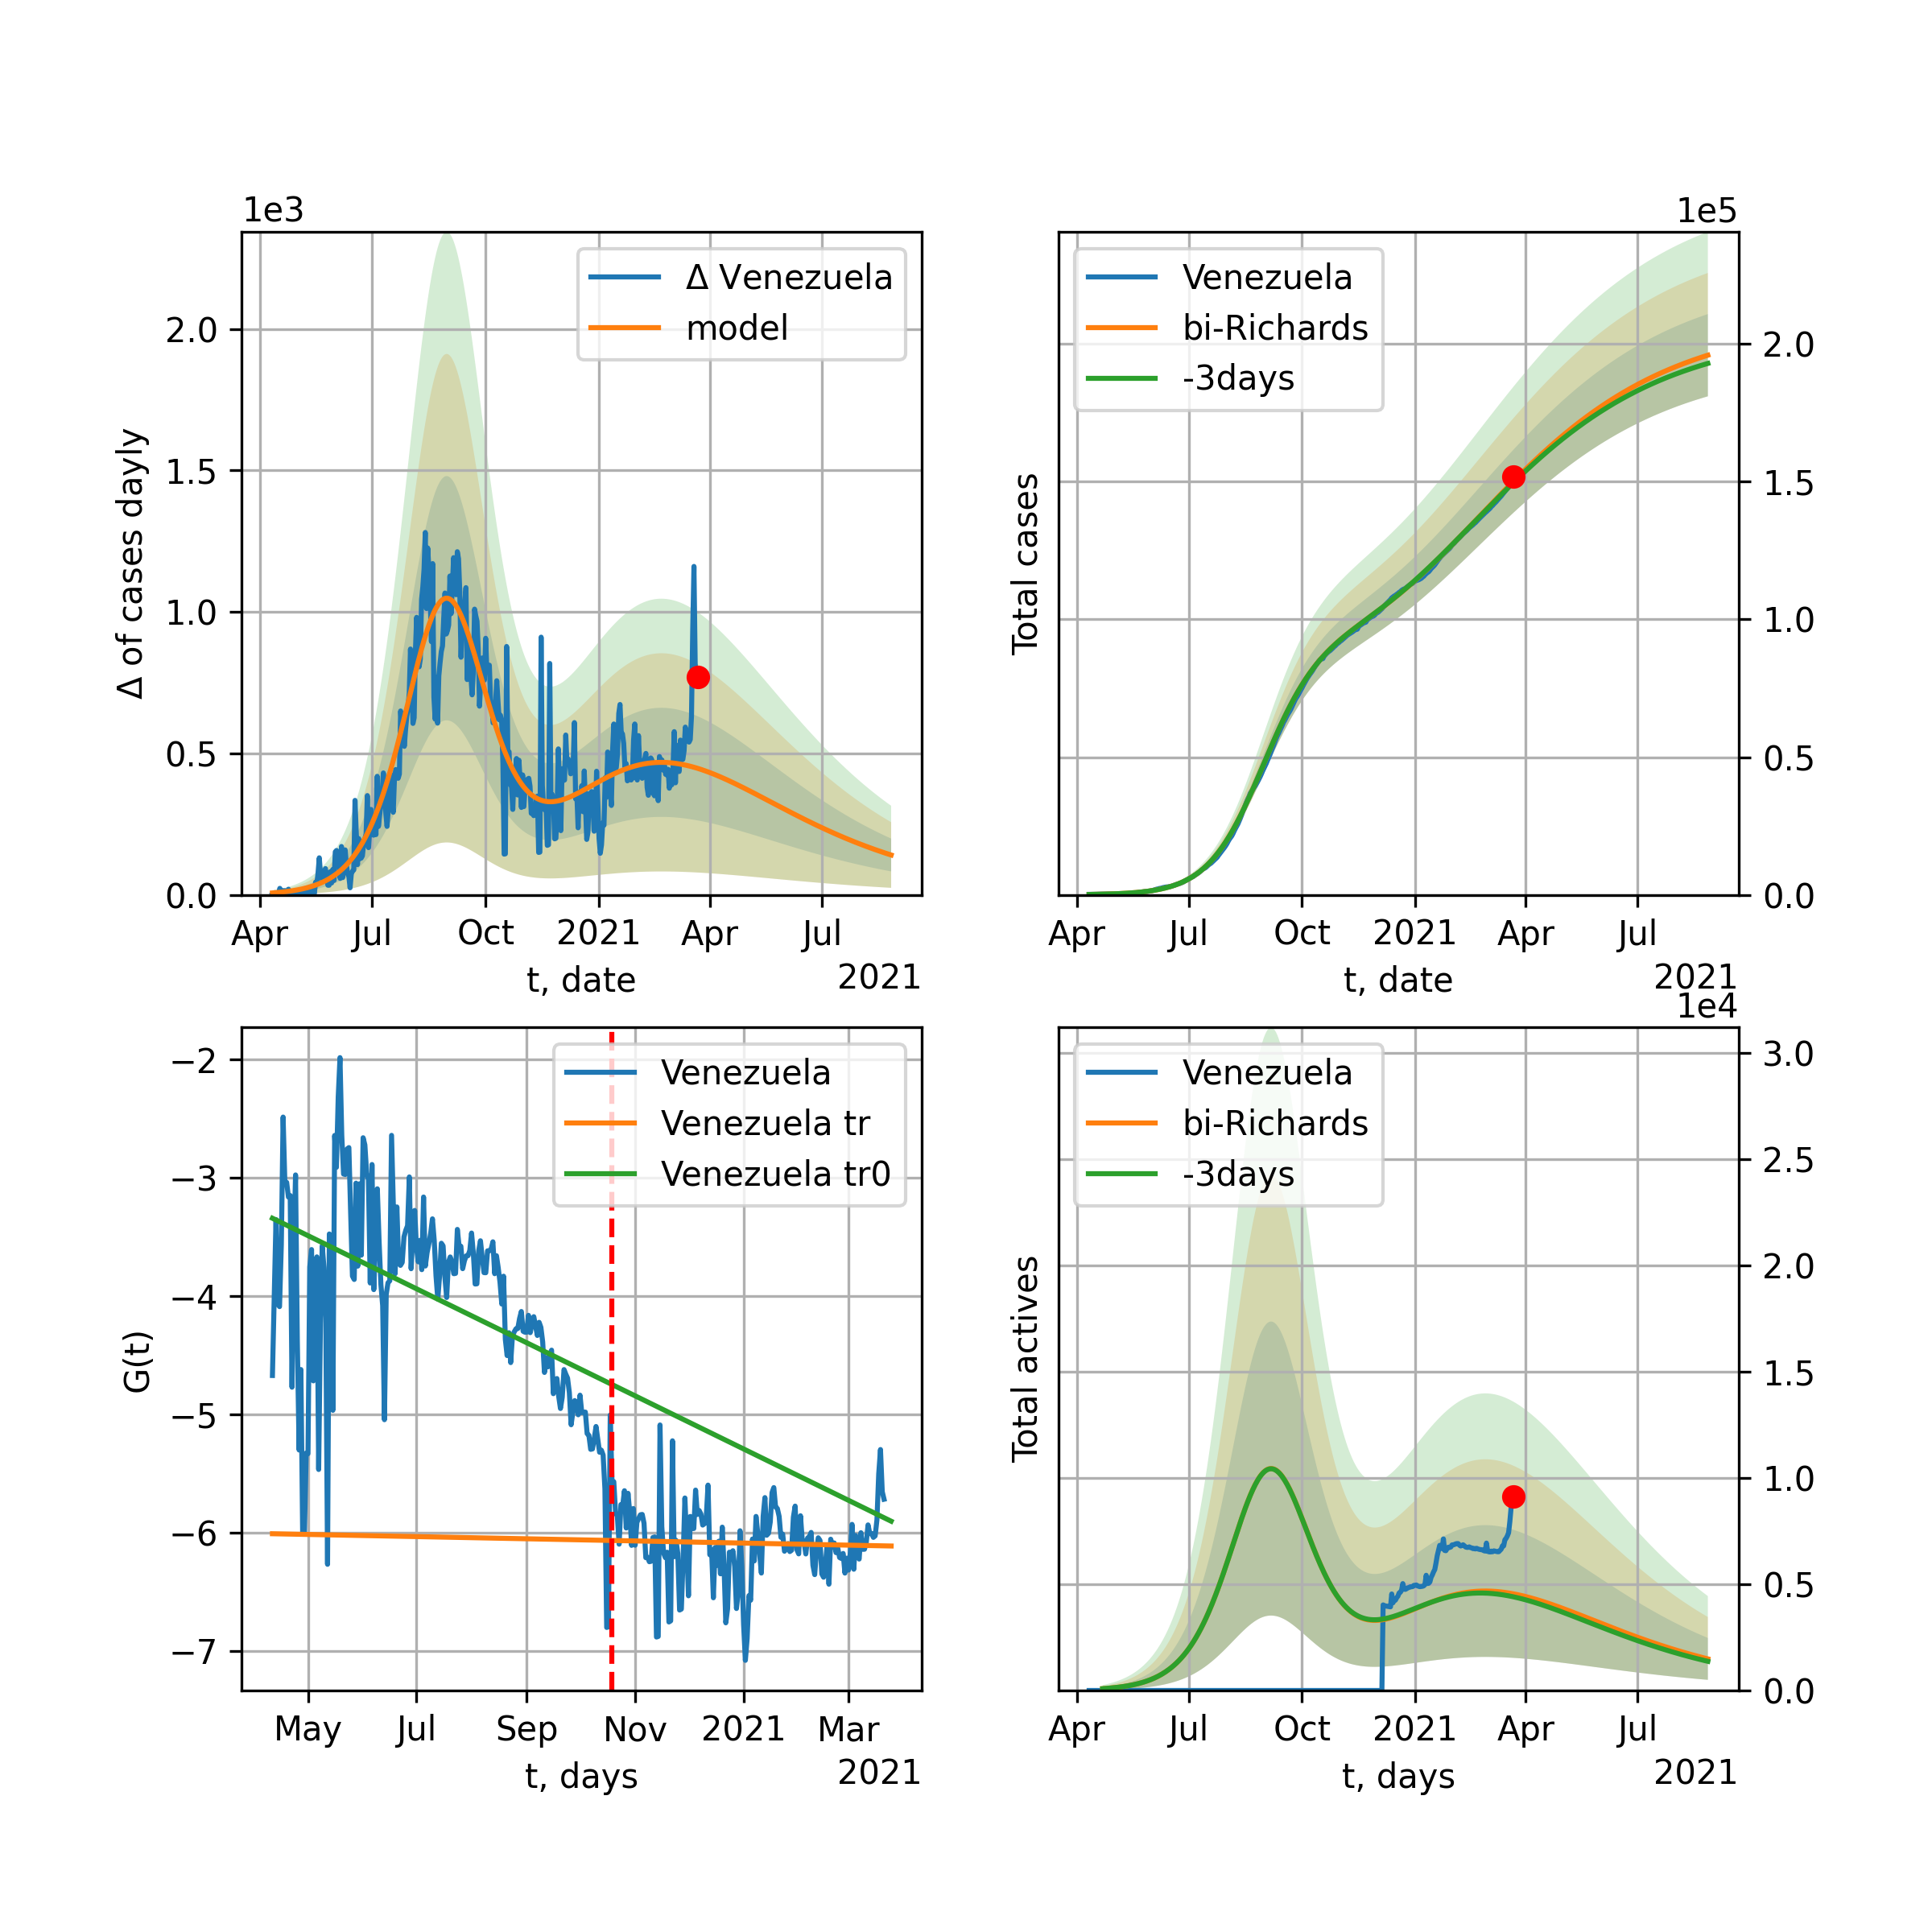 1e3
Δ of cases dayly
2.0
1.5
1.0
0.5
0.0
Δ Venezuela
model
Apr Jul Oct 2021 Apr Jul
t, date
2021
1e5
Total cases
Venezuela
bi-Richards
-3days
2.0
1.5
1.0
0.5
0.0
Apr Jul Oct 2021 Apr Jul
t, date
2021
G(t)
−2
−3
−4
−5
−6
−7
Venezuela
Venezuela tr
Venezuela tr0
May Jul Sep Nov 2021 Mar
t, days
2021
1e4
Total actives
Venezuela
bi-Richards
-3days
3.0
2.5
2.0
1.5
1.0
0.5
0.0
Apr Jul Oct 2021 Apr Jul
t, days
2021